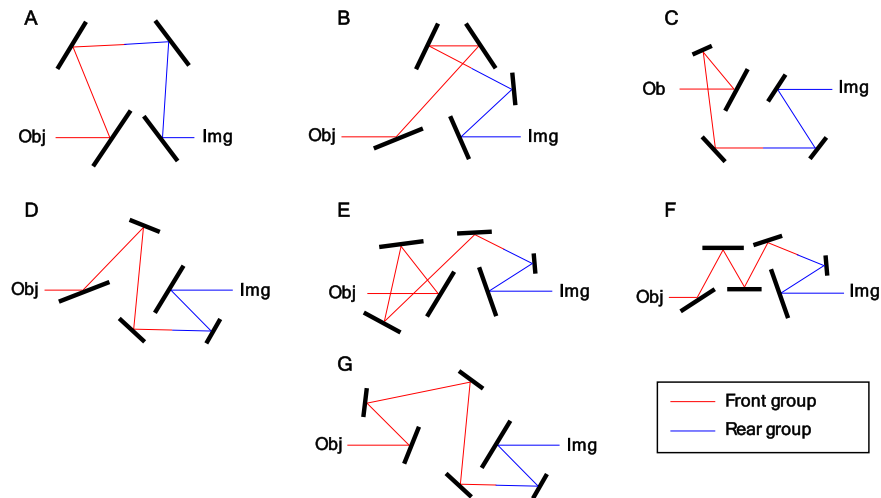 A
B
C
Obj
Img
Obj
Img
Ob
Img
D
E
F
Obj
Img
Obj
Img
Obj
Img
G
Obj
Img
Front group
Rear group